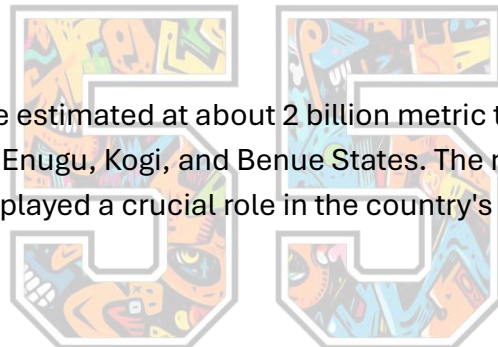 e estimated at about 2 billion metric t
Enugu, Kogi, and Benue States. The r
played a crucial role in the country's